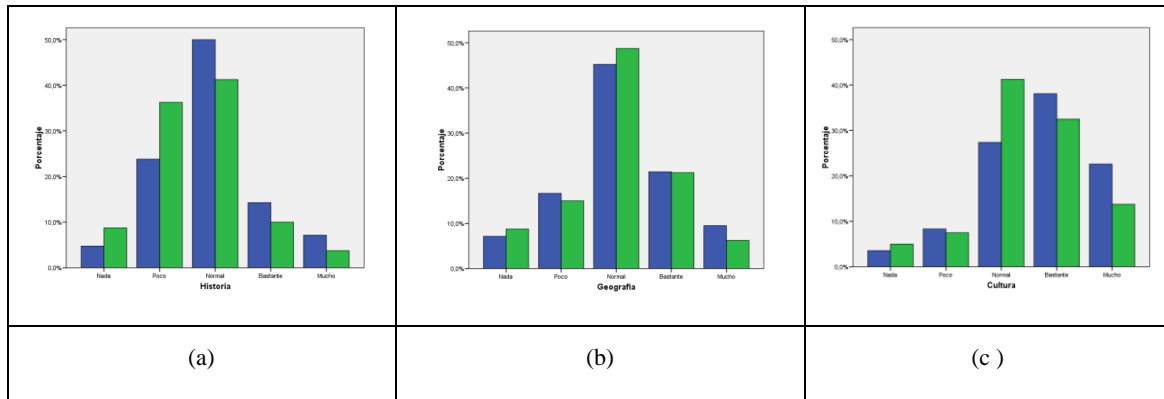 50,0%
40,0%
30,0%
20,0%
10,0%
0,0%
Porcentaje
Nada Poco Normal Bastante Mucho
Historia
50,0%
40,0%
30,0%
20,0%
10,0%
0,0%
Porcentaje
Nada Poco Normal Bastante Mucho
Geografía
50,0%
40,0%
30,0%
20,0%
10,0%
0,0%
Porcentaje
Nada Poco Normal Bastante Mucho
Cultura
(a) (b) (c )